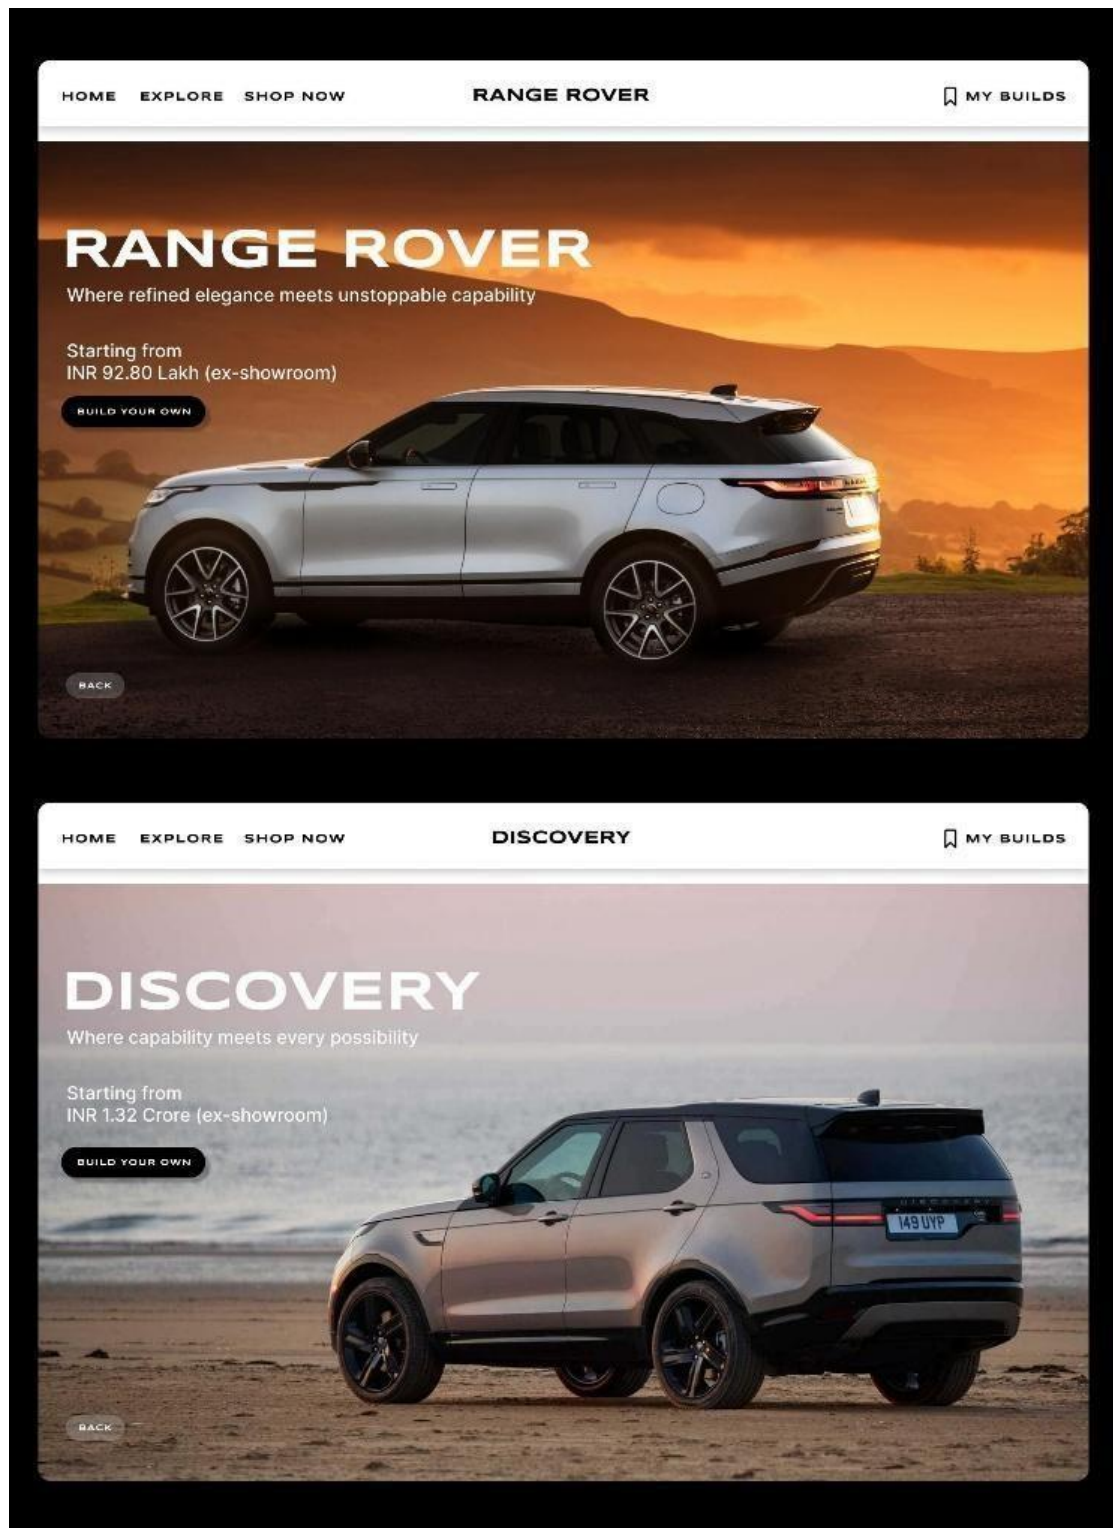 HOME EXPLORE SHOP NOW RANGE ROVER MY BUILDS
RANGE ROVER
Where refined elegance meets unstoppable capability
Starting from
INR 92.80 Lakh (ex-showroom)
BUILD YOUR OWN
BACK
HOME EXPLORE SHOP NOW DISCOVERY MY BUILDS
DISCOVERY
Where capability meets every possibility
Starting from
INR 1.32 Crore (ex-showroom)
BUILD YOUR OWN
DISCOVERY
149 UYP
BACK